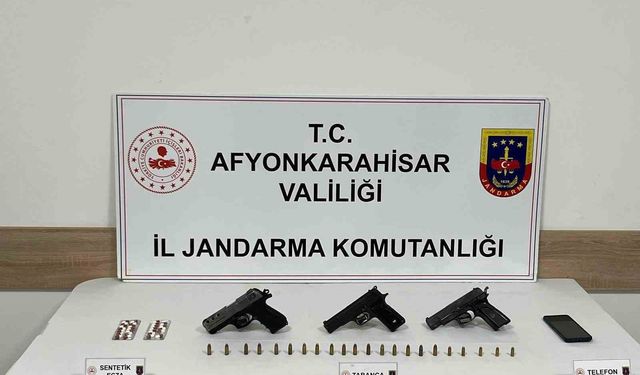 T.C.
AFYONKARAHİSAR
VALİLİĞİ
İL JANDARMA KOMUTANLIĞI
JANDARMA
SENTETİK
ECZA
TABANCA
TELEFON